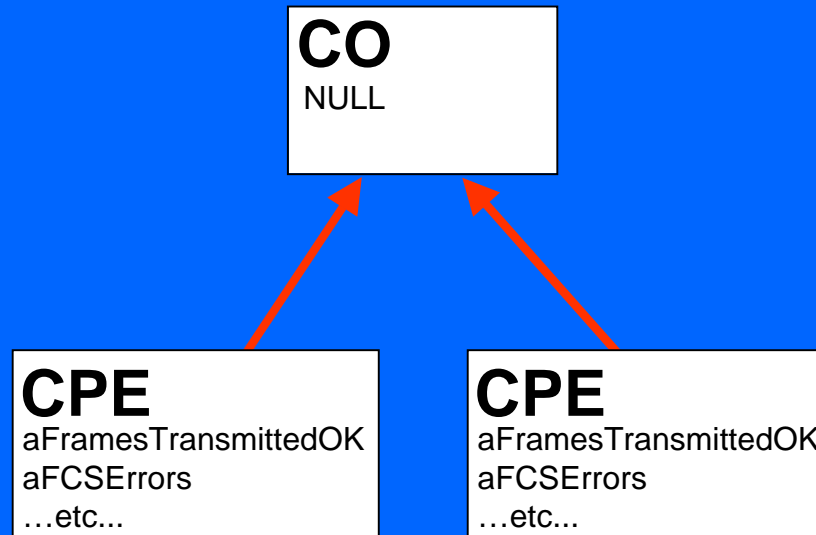 CO
NULL
CPE
aFramesTransmittedOK
aFCSErrors
…etc...
CPE
aFramesTransmittedOK
aFCSErrors
…etc...